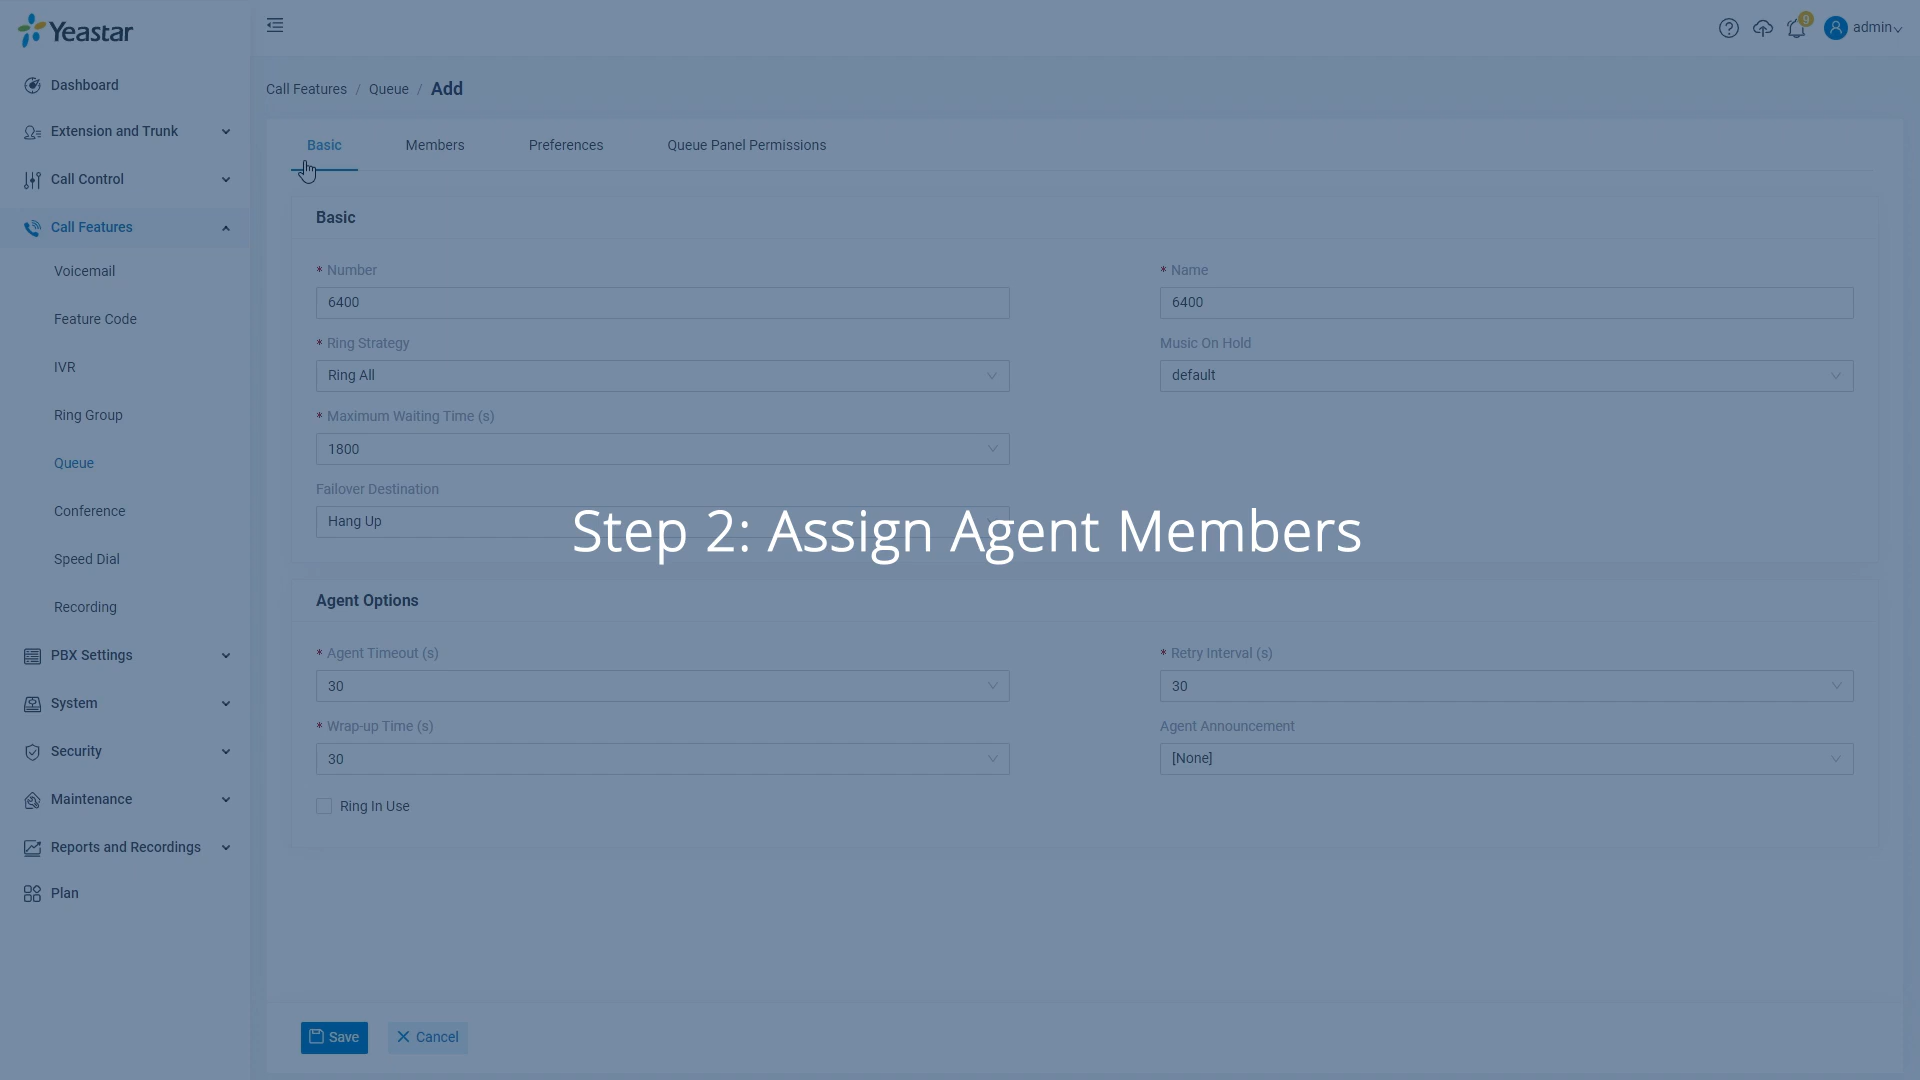 Yeastar
9
admin
Dashboard
Extension and Trunk
Call Control
Call Features
Voicemail
Feature Code
IVR
Ring Group
Queue
Conference
Speed Dial
Recording
PBX Settings
System
Security
Maintenance
Reports and Recordings
Plan
Call Features / Queue / Add
Basic Members Preferences Queue Panel Permissions
Basic
* Number
6400
* Name
6400
* Ring Strategy
Ring All
Music On Hold
default
* Maximum Waiting Time (s)
1800
Failover Destination
Hang Up
Step 2: Assign Agent Members
Agent Options
* Agent Timeout (s)
30
* Retry Interval (s)
30
* Wrap-up Time (s)
30
Agent Announcement
[None]
Ring In Use
Save
Cancel